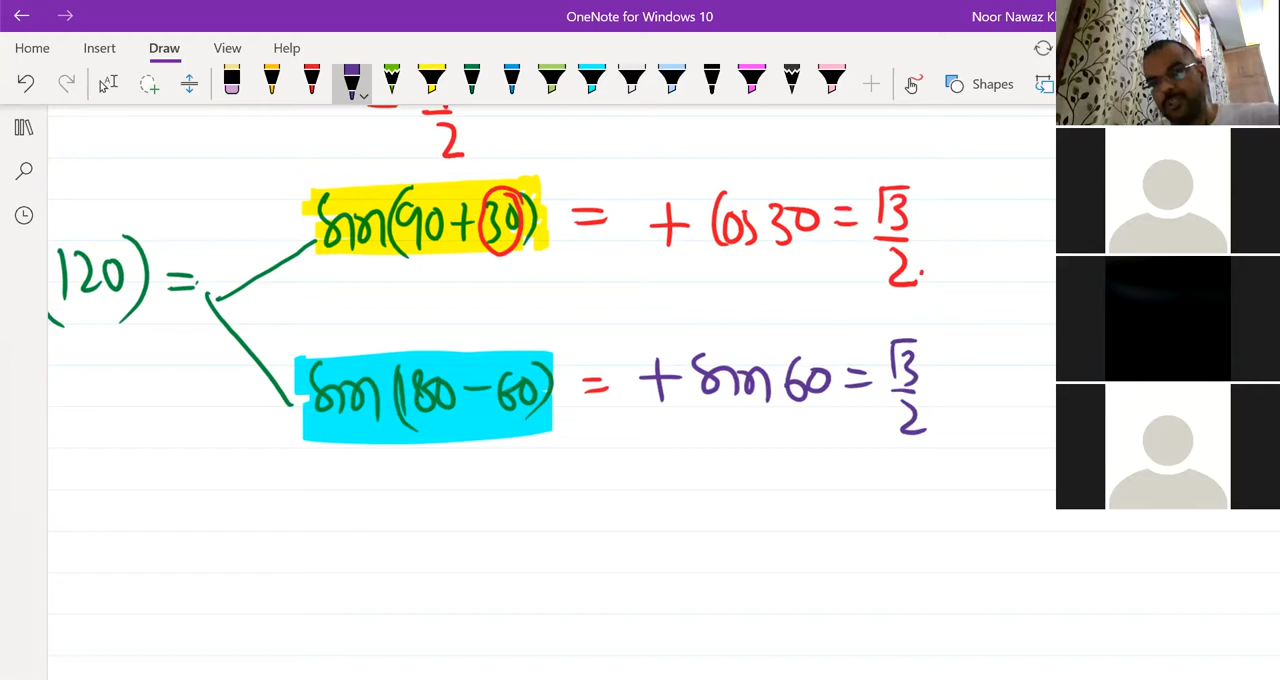 OneNote for Windows 10
Noor Nawaz Kh
Home Insert Draw View Help
Shapes
2
sin(90+30) = + Cos 30 = √3/2.
(120) =
sin(180-60) = + sin 60 = √3/2